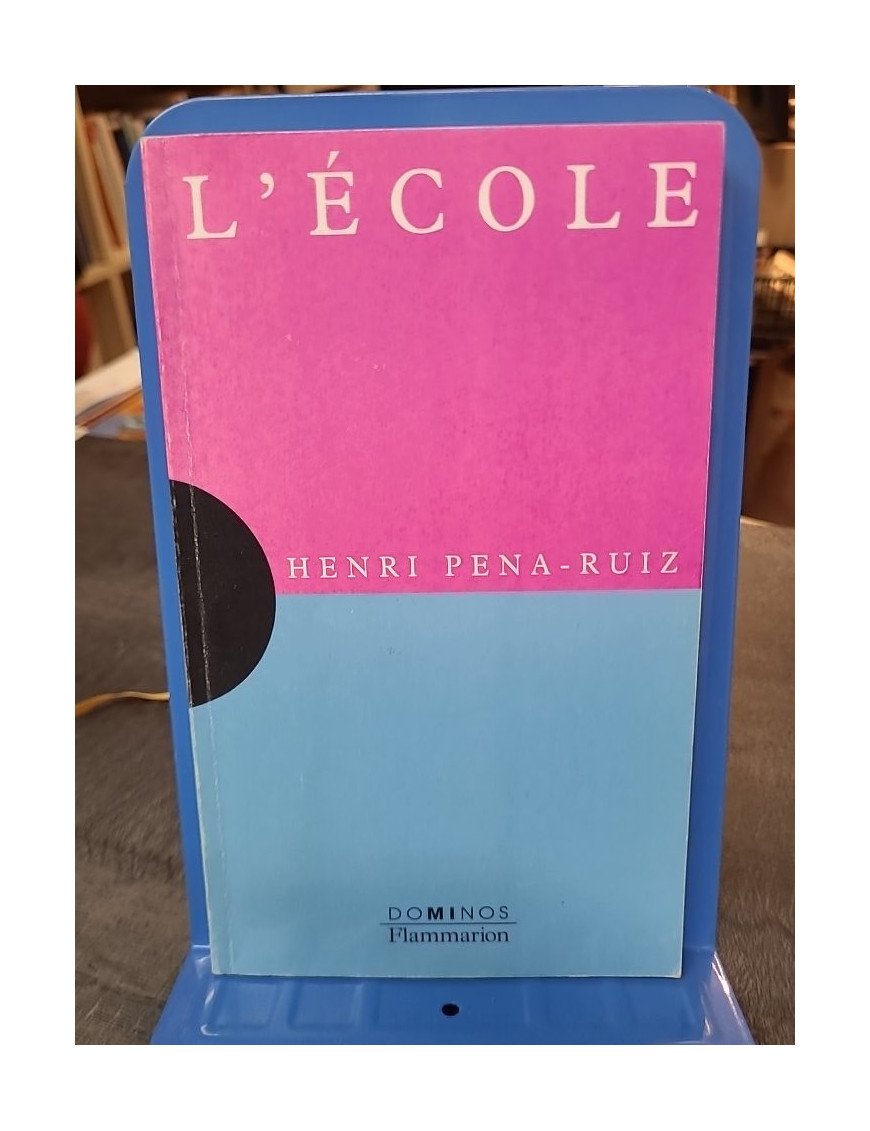 L'ÉCOLE
HENRI PENA-RUIZ
DOMINOS
Flammarion